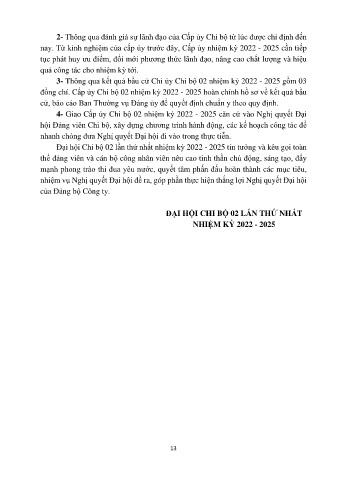 2- Thông qua đánh giá sự lãnh đạo của Cấp ủy Chi bộ từ lúc được chỉ định đến
nay. Từ kinh nghiệm của cấp ủy trước đây, Cấp ủy nhiệm kỳ 2022 - 2025 cần tiếp
tục phát huy ưu điểm, đổi mới phương thức lãnh đạo, nâng cao chất lượng và hiệu
quả công tác cho nhiệm kỳ tới.
3- Thông qua kết quả bầu cử Chi ủy Chi bộ 02 nhiệm kỳ 2022 - 2025 gồm 03
đồng chí. Cấp ủy Chi bộ 02 nhiệm kỳ 2022 - 2025 hoàn chỉnh hồ sơ về kết quả bầu
cử, báo cáo Ban Thường vụ Đảng ủy để quyết định chuẩn y theo quy định.
4- Giao Cấp ủy Chi bộ 02 nhiệm kỳ 2022 - 2025 căn cứ vào Nghị quyết Đại
hội Đảng viên Chi bộ, xây dựng chương trình hành động, các kế hoạch công tác để
nhanh chóng đưa Nghị quyết Đại hội đi vào trong thực tiễn.
Đại hội Chi bộ 02 lần thứ nhất nhiệm kỳ 2022 - 2025 tin tưởng và kêu gọi toàn
thể đảng viên và cán bộ công nhân viên nêu cao tinh thần chủ động, sáng tạo, đẩy
mạnh phong trào thi đua yêu nước, quyết tâm phấn đấu hoàn thành các mục tiêu,
nhiệm vụ Nghị quyết Đại hội đề ra, góp phần thực hiện thắng lợi Nghị quyết Đại hội
của Đảng bộ Công ty.
ĐẠI HỘI CHI BỘ 02 LẦN THỨ NHẤT
NHIỆM KỲ 2022 - 2025
13